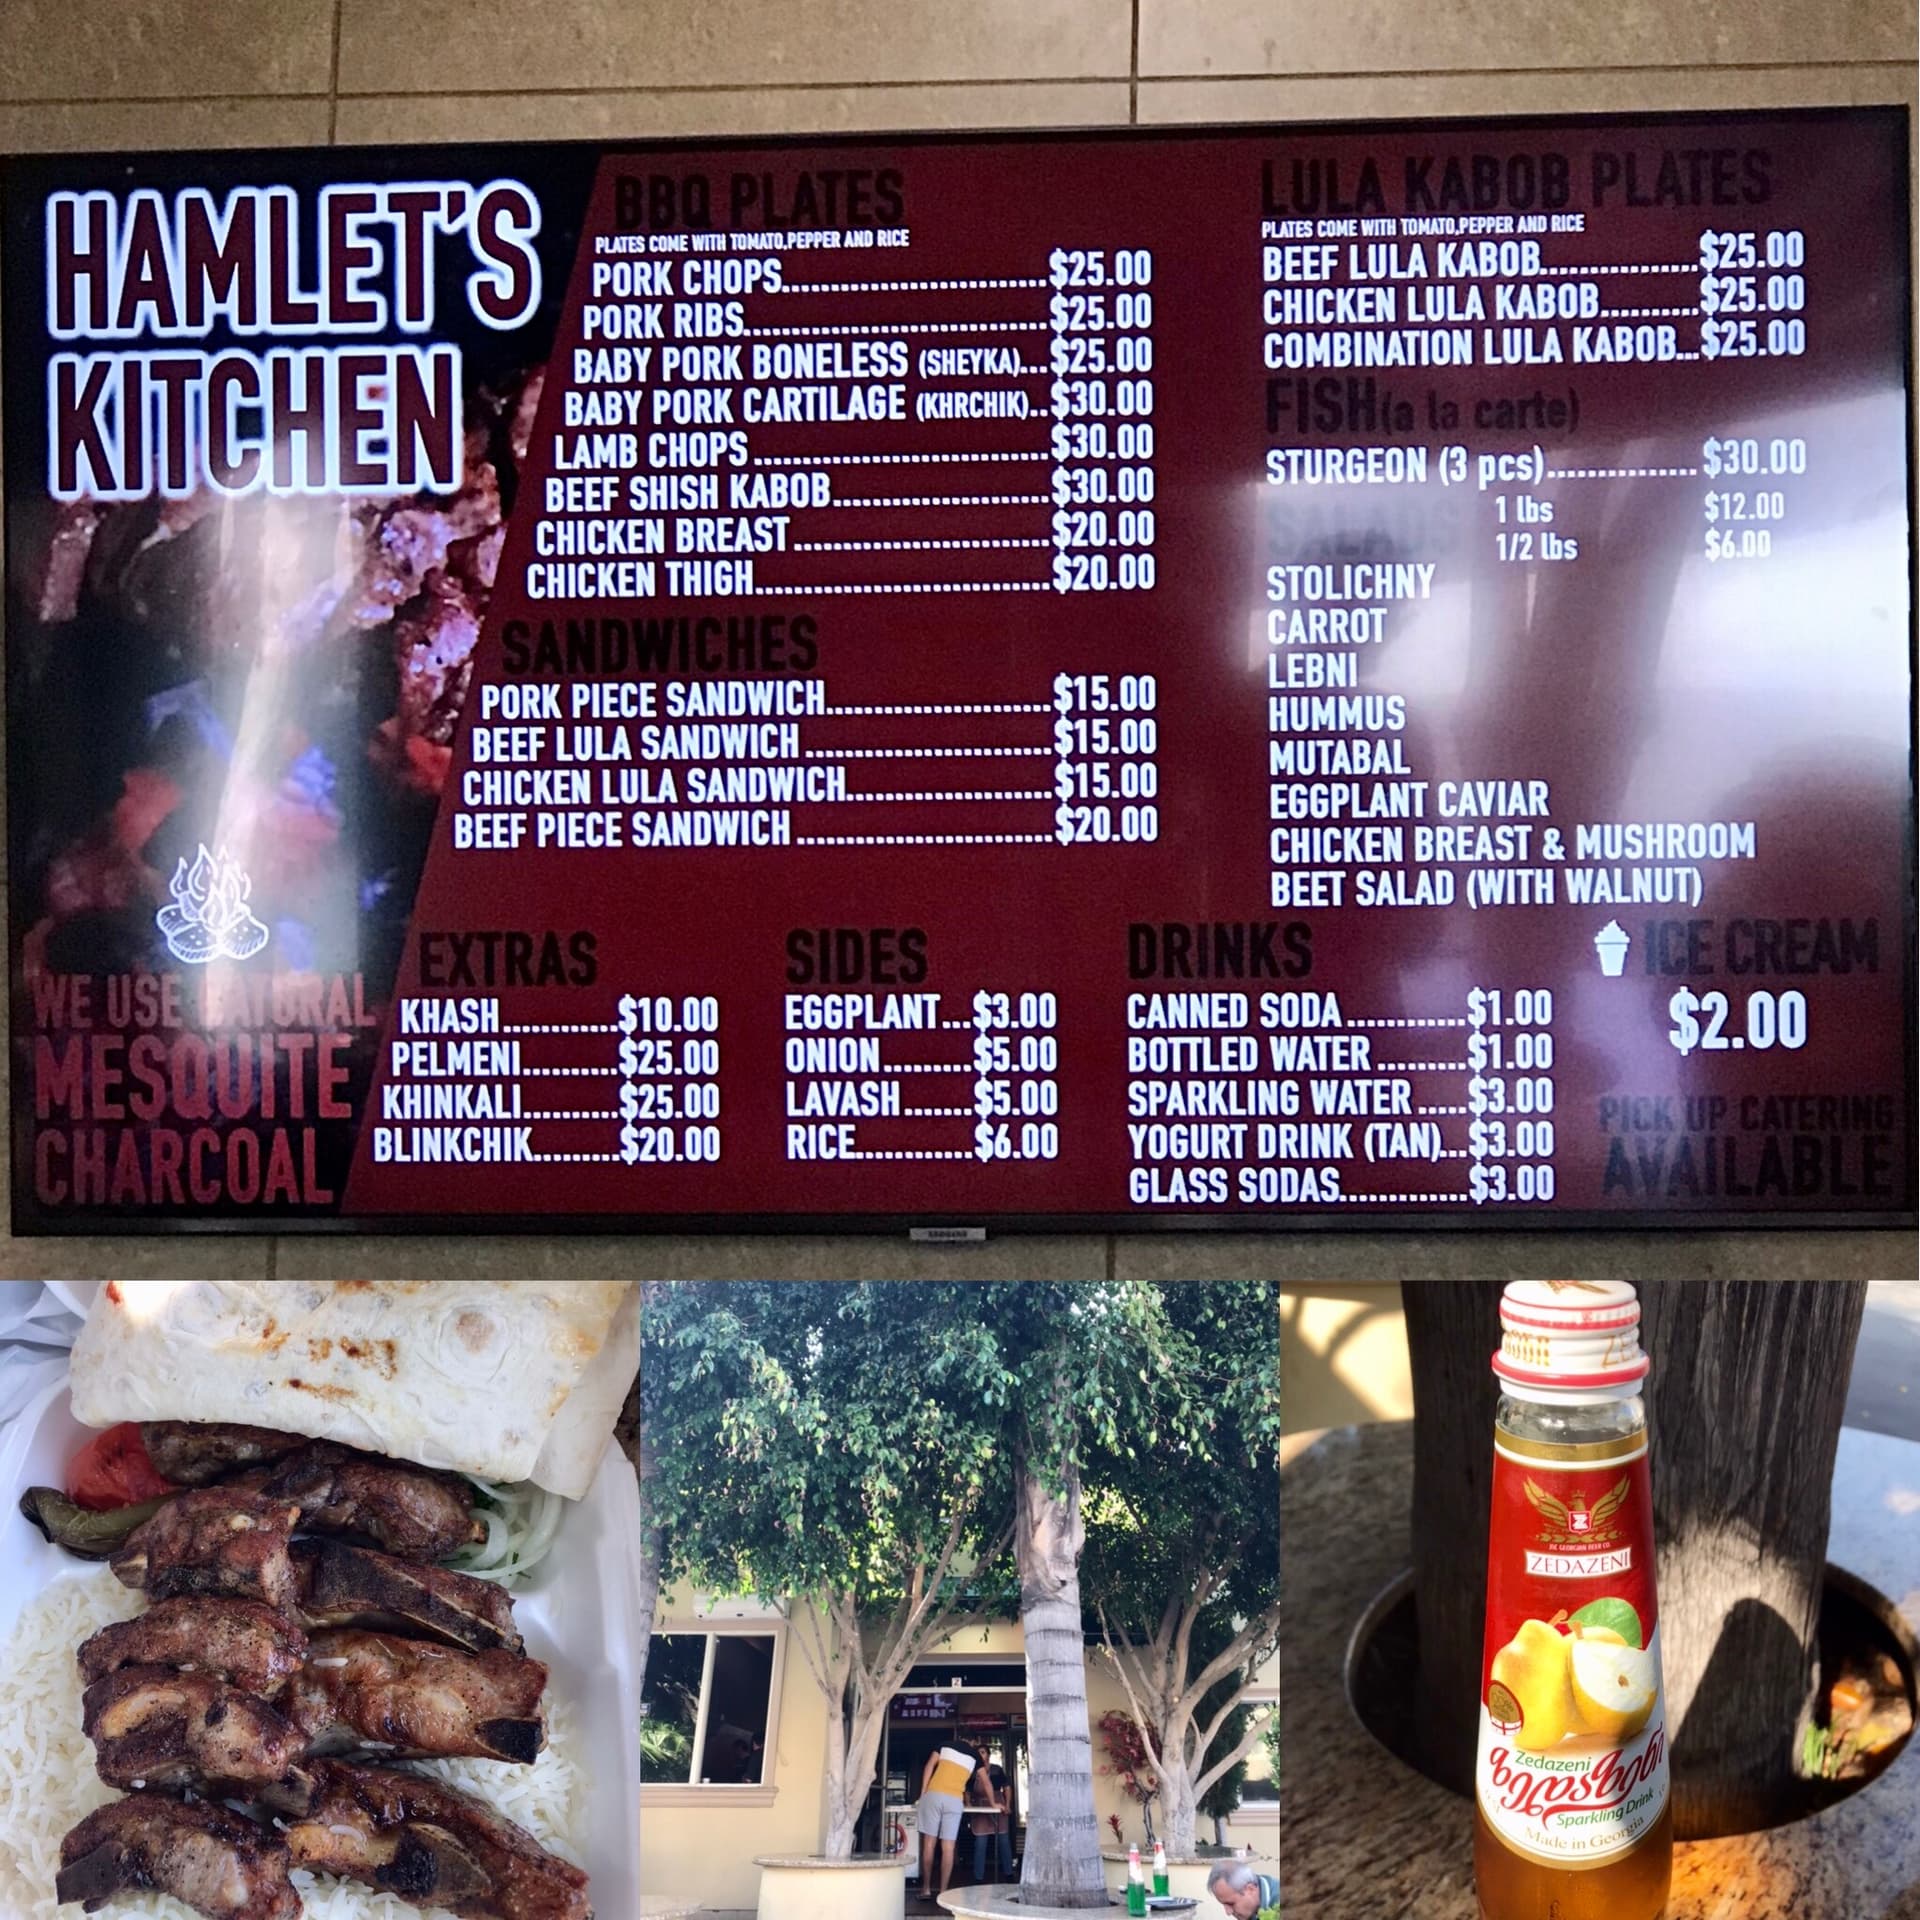 HAMLET'S
KITCHEN
WE USE NATURAL
MESQUITE
CHARCOAL
BBQ PLATES
PLATES COME WITH TOMATO,PEPPER AND RICE
PORK CHOPS...........................$25.00
PORK RIBS...............................$25.00
BABY PORK BONELESS (SHEYKA)...$25.00
BABY PORK CARTILAGE (KHRCHIK)..$30.00
LAMB CHOPS ..............................$30.00
BEEF SHISH KABOB......................$30.00
CHICKEN BREAST..........................$20.00
CHICKEN THIGH..............................$20.00
SANDWICHES
PORK PIECE SANDWICH.......................$15.00
BEEF LULA SANDWICH .........................$15.00
CHICKEN LULA SANDWICH.....................$15.00
BEEF PIECE SANDWICH ..........................$20.00
LULA KABOB PLATES
PLATES COME WITH TOMATO,PEPPER AND RICE
BEEF LULA KABOB................$25.00
CHICKEN LULA KABOB..........$25.00
COMBINATION LULA KABOB...$25.00
FISH(a la carte)
STURGEON (3 pcs)...............$30.00
SALADS 1 lbs $12.00
1/2 lbs $6.00
STOLICHNY
CARROT
LEBNI
HUMMUS
MUTABAL
EGGPLANT CAVIAR
CHICKEN BREAST & MUSHROOM
BEET SALAD (WITH WALNUT)
EXTRAS
KHASH............$10.00
PELMENI..........$25.00
KHINKALI..........$25.00
BLINKCHIK.........$20.00
SIDES
EGGPLANT...$3.00
ONION.........$5.00
LAVASH.......$5.00
RICE............$6.00
DRINKS
CANNED SODA............$1.00
BOTTLED WATER .........$1.00
SPARKLING WATER .....$3.00
YOGURT DRINK (TAN)...$3.00
GLASS SODAS.............$3.00
ICE CREAM
$2.00
PICK UP CATERING
AVAILABLE
SAMSUNG
JSC GEORGIAN BEER CO.
ZEDAZENI
Zedazeni
ზედაზენი
Sparkling Drink
Made in Georgia